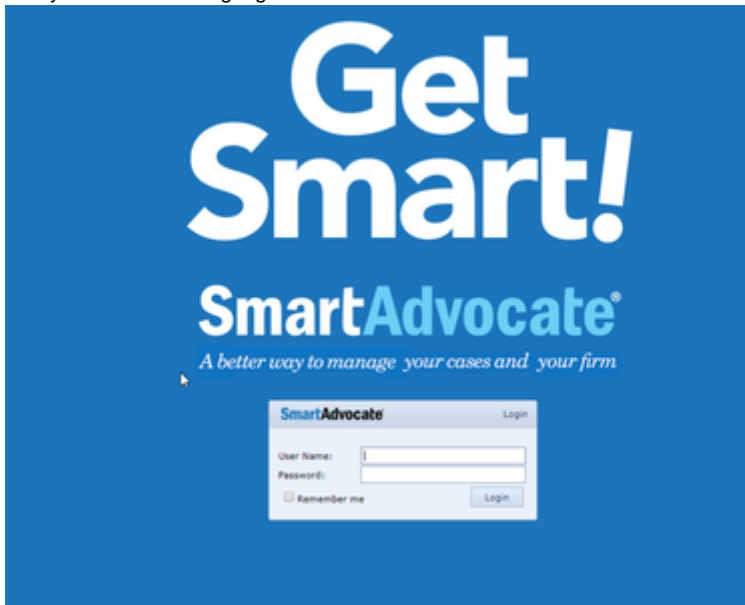 Get
Smart!
SmartAdvocate®
A better way to manage your cases and your firm
SmartAdvocate Login
User Name:
Password:
Remember me Login